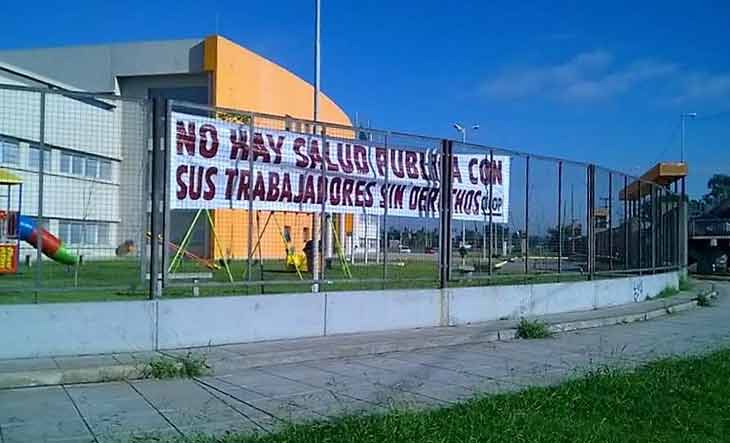 NO HAY SALUD PUBLICA CON
SUS TRABAJADORES SIN DERECHOS